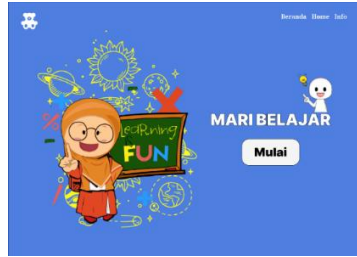 Beranda Home Info
Learning
FUN
MARI BELAJAR
Mulai